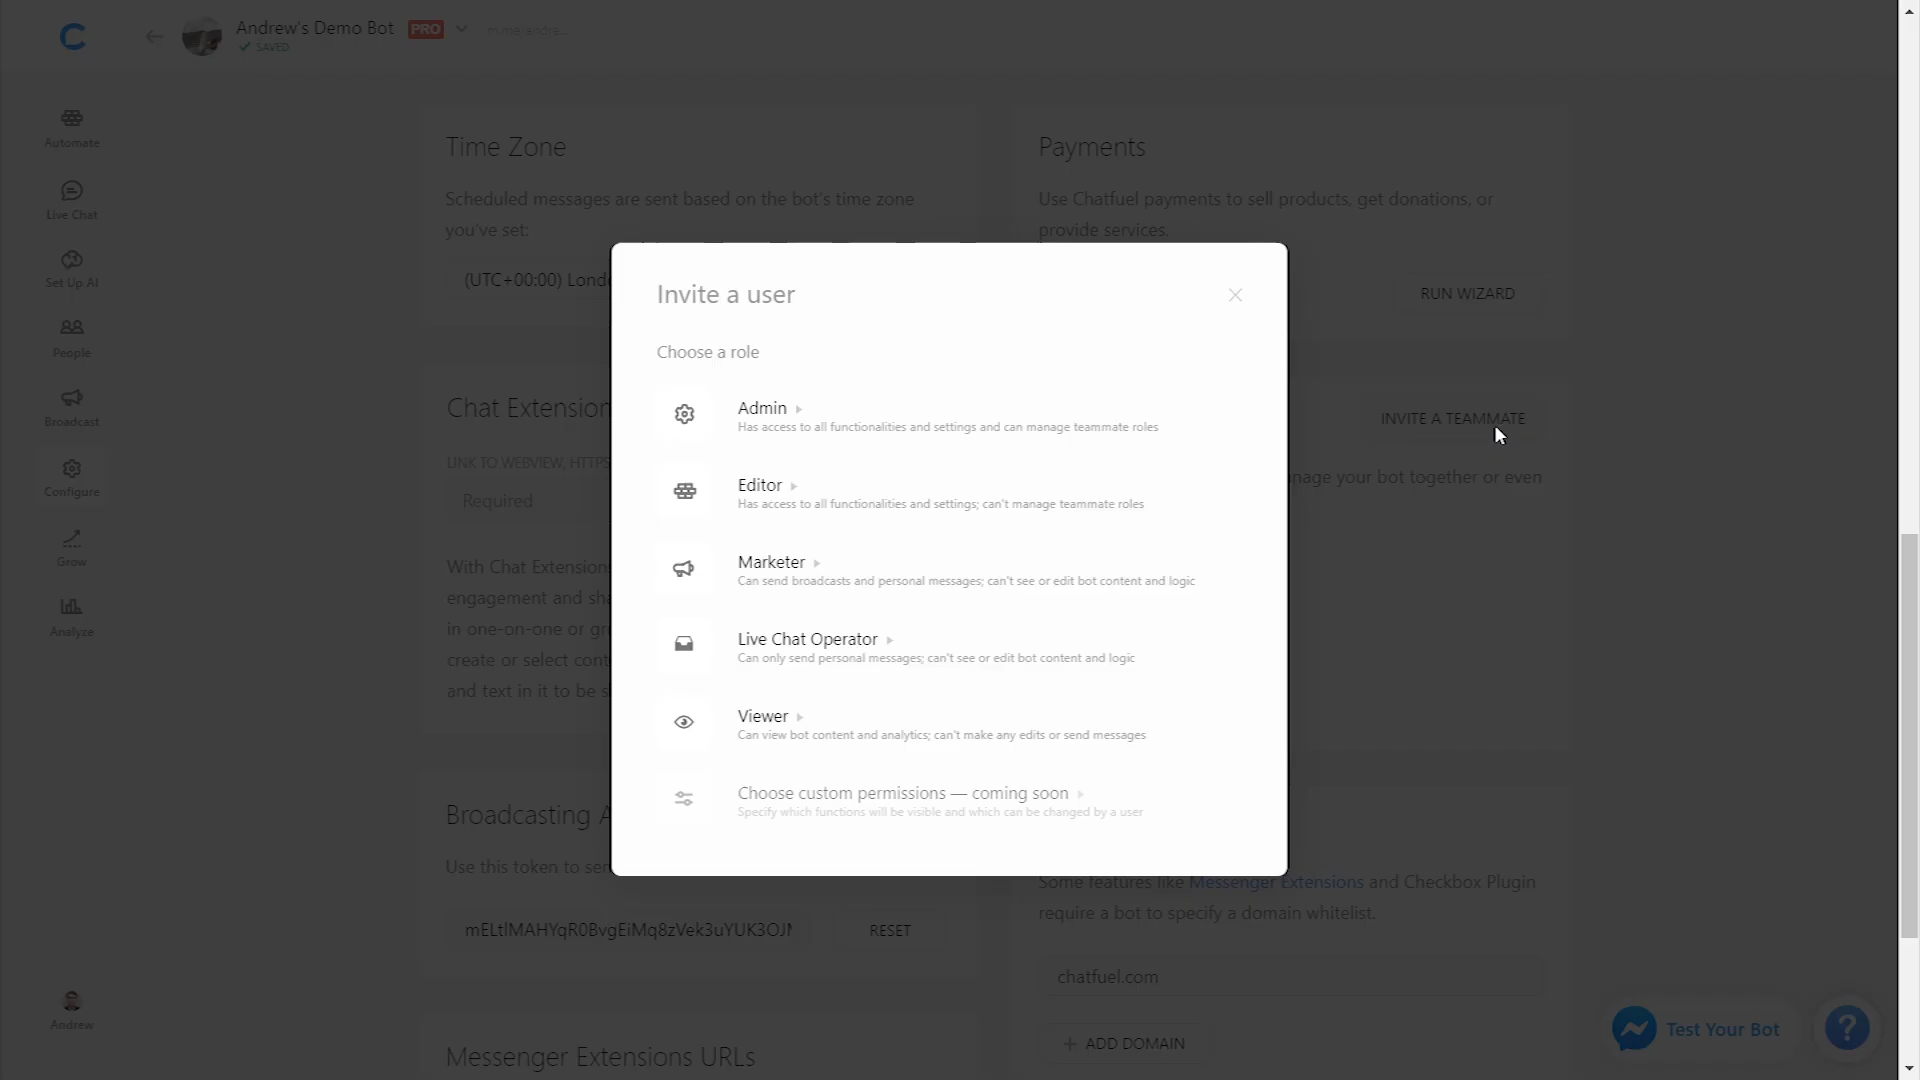 Andrew's Demo Bot PRO
SAVED
Automate
Live Chat
Set Up AI
People
Broadcast
Configure
Grow
Analyze
Andrew
Time Zone
Scheduled messages are sent based on the bot's time zone
you've set:
(UTC+00:00) Lond
Payments
Use Chatfuel payments to sell products, get donations, or
provide services.
RUN WIZARD
Chat Extension
LINK TO WEBVIEW, HTTPS
Required
With Chat Extensions
engagement and sha
in one-on-one or gr
create or select cont
and text in it to be s
INVITE A TEAMMATE
nage your bot together or even
Invite a user
Choose a role
Admin
Has access to all functionalities and settings and can manage teammate roles
Editor
Has access to all functionalities and settings; can't manage teammate roles
Marketer
Can send broadcasts and personal messages; can't see or edit bot content and logic
Live Chat Operator
Can only send personal messages; can't see or edit bot content and logic
Viewer
Can view bot content and analytics; can't make any edits or send messages
Choose custom permissions — coming soon
Specify which functions will be visible and which can be changed by a user
Broadcasting A
Use this token to sen
RESET
Messenger Extensions URLs
Some features like Messenger Extensions and Checkbox Plugin
require a bot to specify a domain whitelist.
chatfuel.com
+ ADD DOMAIN
Test Your Bot
?